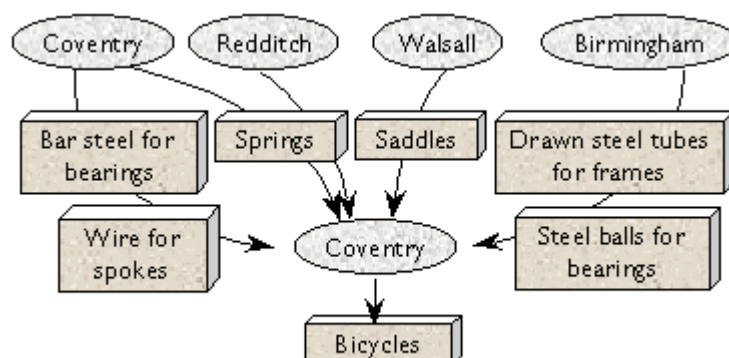 Coventry
Redditch
Walsall
Birmingham
Bar steel for
bearings
Springs
Saddles
Drawn steel tubes
for frames
Wire for
spokes
Coventry
Steel balls for
bearings
Bicycles